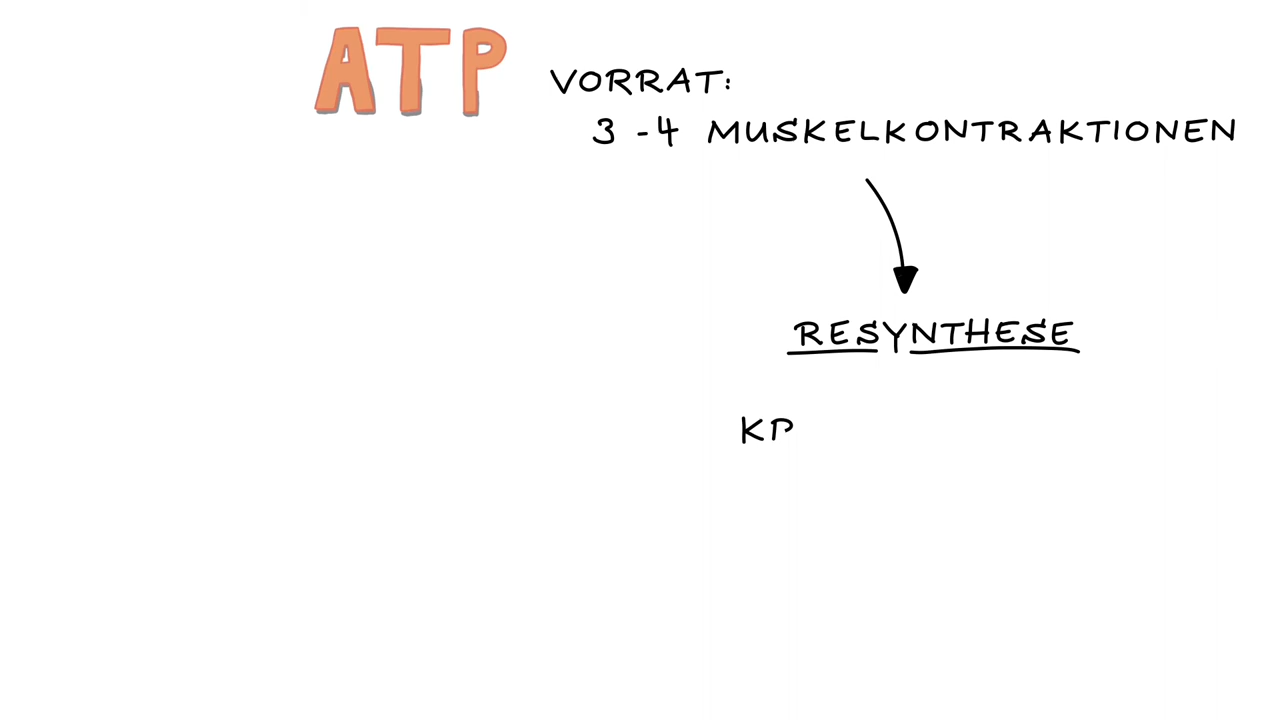 ATP
VORRAT:
3-4 MUSKELKONTRAKTIONEN
RESYNTHESE
KP